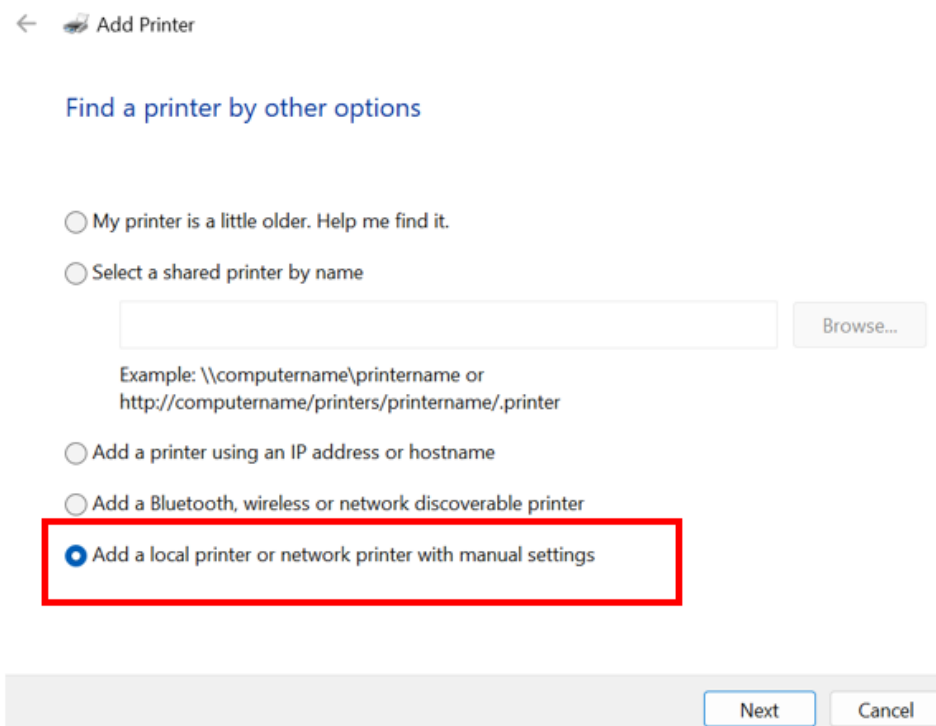 Add Printer
Find a printer by other options
My printer is a little older. Help me find it.
Select a shared printer by name
Browse...
Example: \\computername\printername or
http://computername/printers/printername/.printer
Add a printer using an IP address or hostname
Add a Bluetooth, wireless or network discoverable printer
Add a local printer or network printer with manual settings
Next Cancel